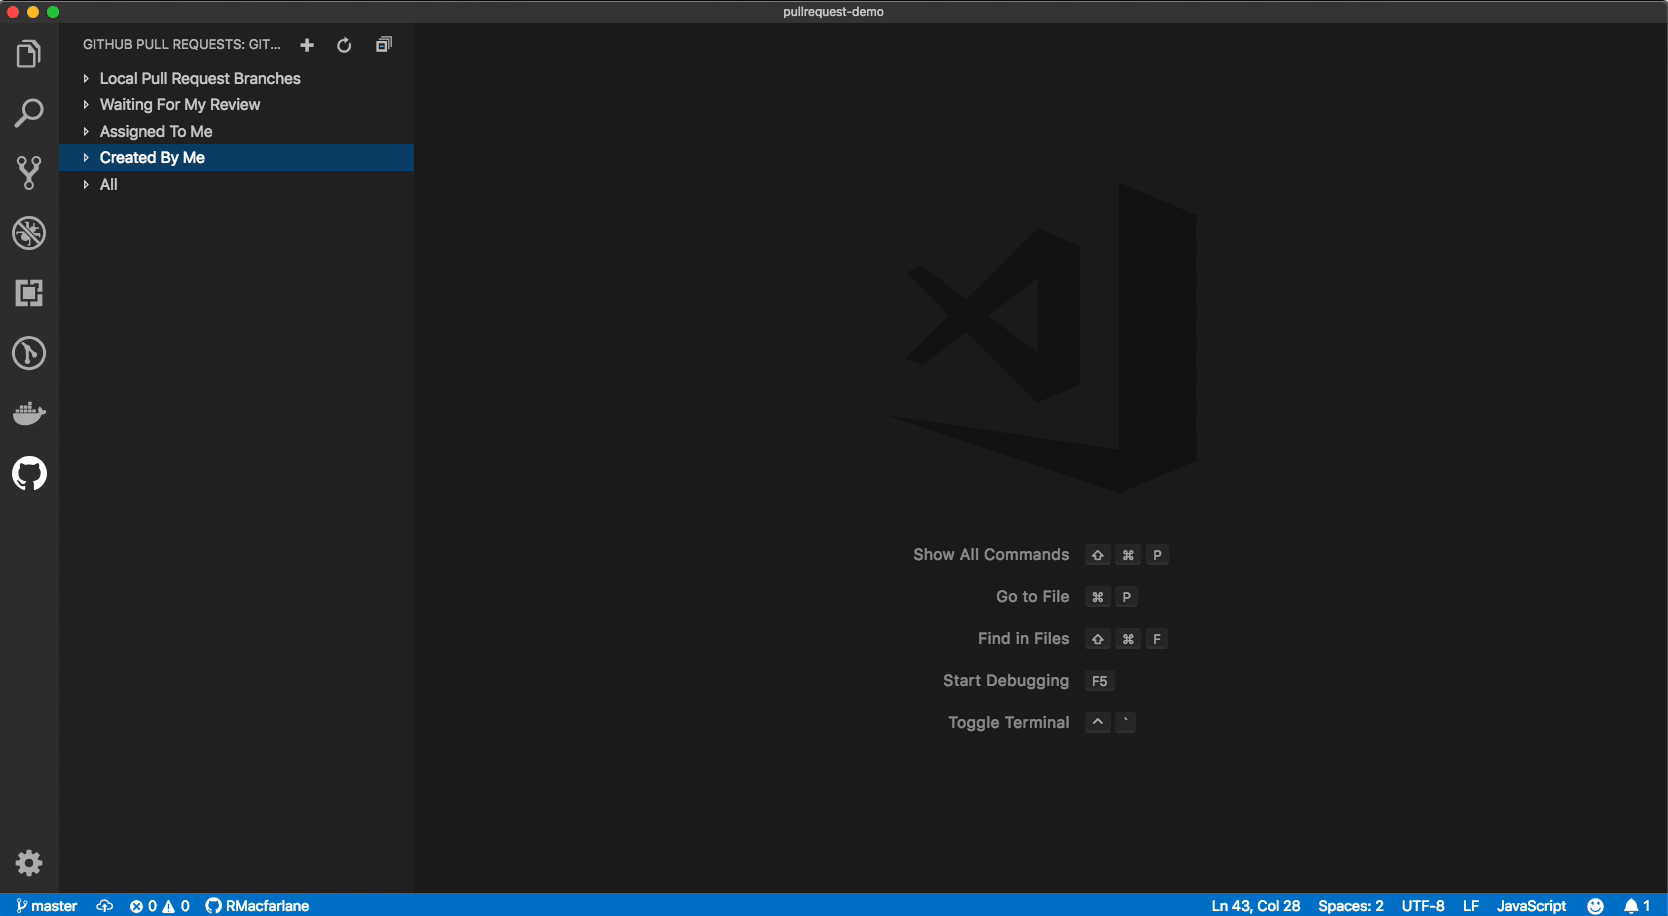 pullrequest-demo
GITHUB PULL REQUESTS: GIT...
Local Pull Request Branches
Waiting For My Review
Assigned To Me
Created By Me
All
Show All Commands ⇧ ⌘ P
Go to File ⌘ P
Find in Files ⇧ ⌘ F
Start Debugging F5
Toggle Terminal ^ `
master 0 0 RMacfarlane Ln 43, Col 28 Spaces: 2 UTF-8 LF JavaScript 1